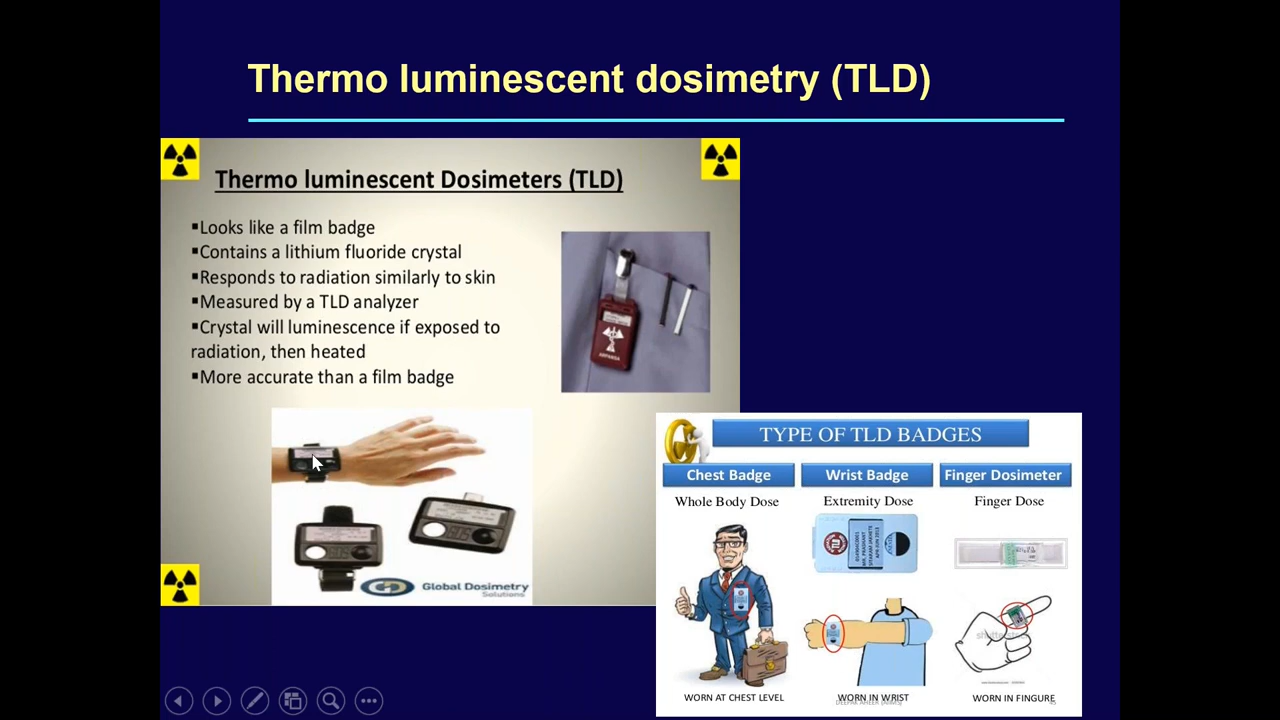 Thermo luminescent dosimetry (TLD)
Thermo luminescent Dosimeters (TLD)
▪Looks like a film badge
▪Contains a lithium fluoride crystal
▪Responds to radiation similarly to skin
▪Measured by a TLD analyzer
▪Crystal will luminescence if exposed to
radiation, then heated
▪More accurate than a film badge
Global Dosimetry
Solutions
TYPE OF TLD BADGES
Chest Badge
Wrist Badge
Finger Dosimeter
Whole Body Dose
Extremity Dose
Finger Dose
WORN AT CHEST LEVEL
WORN IN WRIST
WORN IN FINGURE